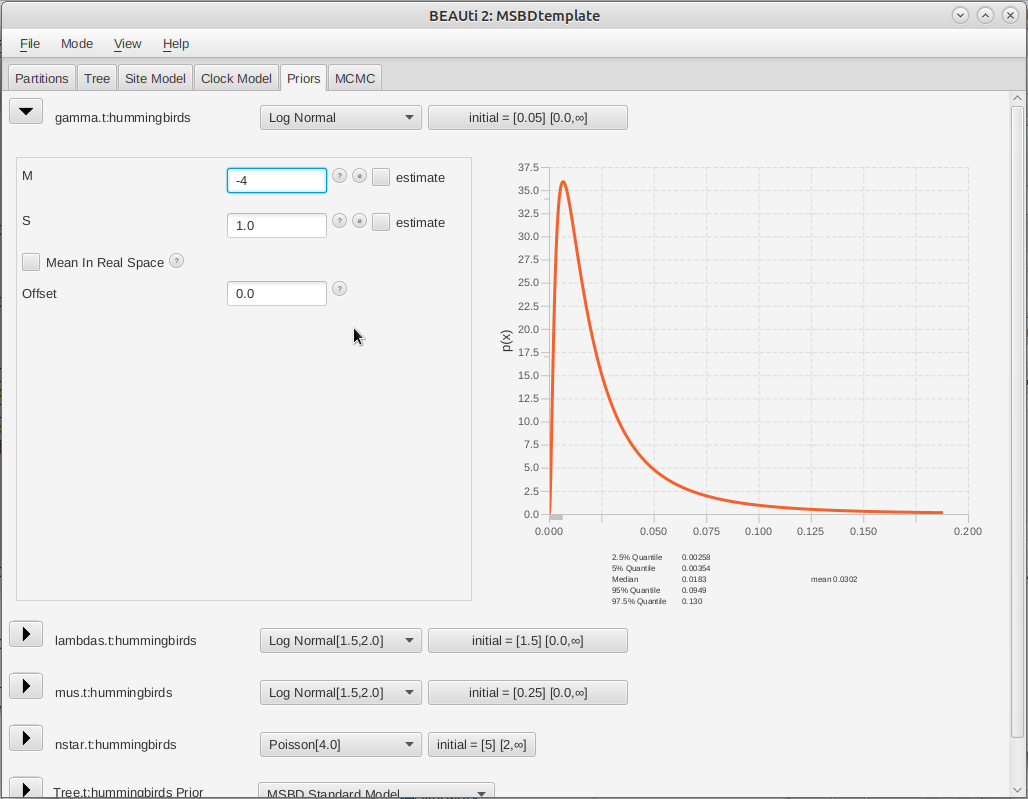 BEAUti 2: MSBDtemplate
File Mode View Help
Partitions Tree Site Model Clock Model Priors MCMC
gamma.t:hummingbirds Log Normal initial = [0.05] [0.0,∞]
M -4 ? e estimate
S 1.0 ? e estimate
Mean In Real Space ?
Offset 0.0 ?
p(x)
37.5
35.0
32.5
30.0
27.5
25.0
22.5
20.0
17.5
15.0
12.5
10.0
7.5
5.0
2.5
0.0
0.000 0.050 0.075 0.100 0.125 0.150 0.200
2.5% Quantile 0.00258
5% Quantile 0.00354
Median 0.0183 mean 0.0302
95% Quantile 0.0949
97.5% Quantile 0.130
lambdas.t:hummingbirds Log Normal[1.5,2.0] initial = [1.5] [0.0,∞]
mus.t:hummingbirds Log Normal[1.5,2.0] initial = [0.25] [0.0,∞]
nstar.t:hummingbirds Poisson[4.0] initial = [5] [2,∞]
Tree.t:hummingbirds Prior MSBD Standard Model